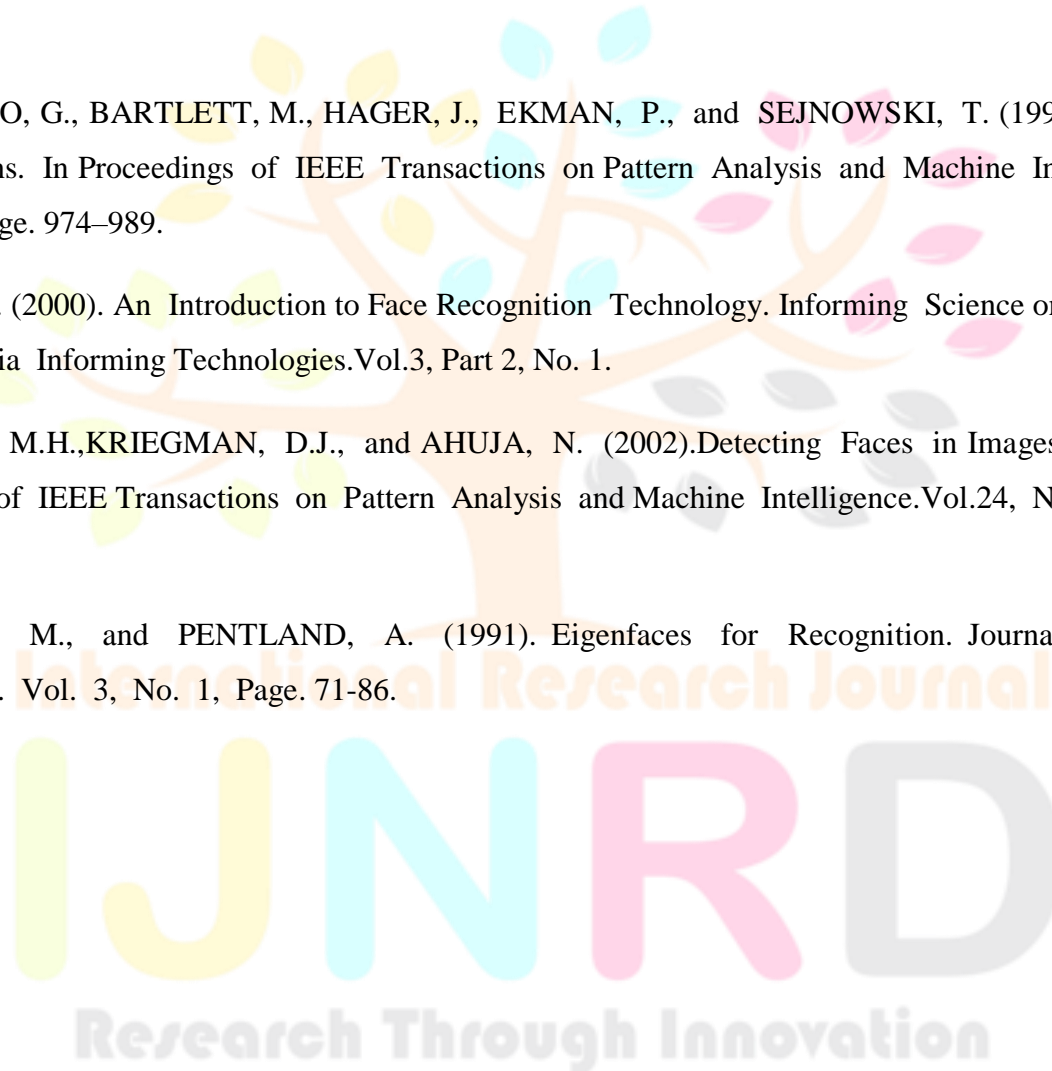 O, G., BARTLETT, M., HAGER, J., EKMAN, P., and SEJNOWSKI, T. (199
ns. In Proceedings of IEEE Transactions on Pattern Analysis and Machine In
ge. 974–989.
. (2000). An Introduction to Face Recognition Technology. Informing Science or
ia Informing Technologies.Vol.3, Part 2, No. 1.
M.H.,KRIEGMAN, D.J., and AHUJA, N. (2002).Detecting Faces in Images
of IEEE Transactions on Pattern Analysis and Machine Intelligence.Vol.24, N
M., and PENTLAND, A. (1991). Eigenfaces for Recognition. Journa
. Vol. 3, No. 1, Page. 71-86.
International Research Journal
IJNRD
Research Through Innovation